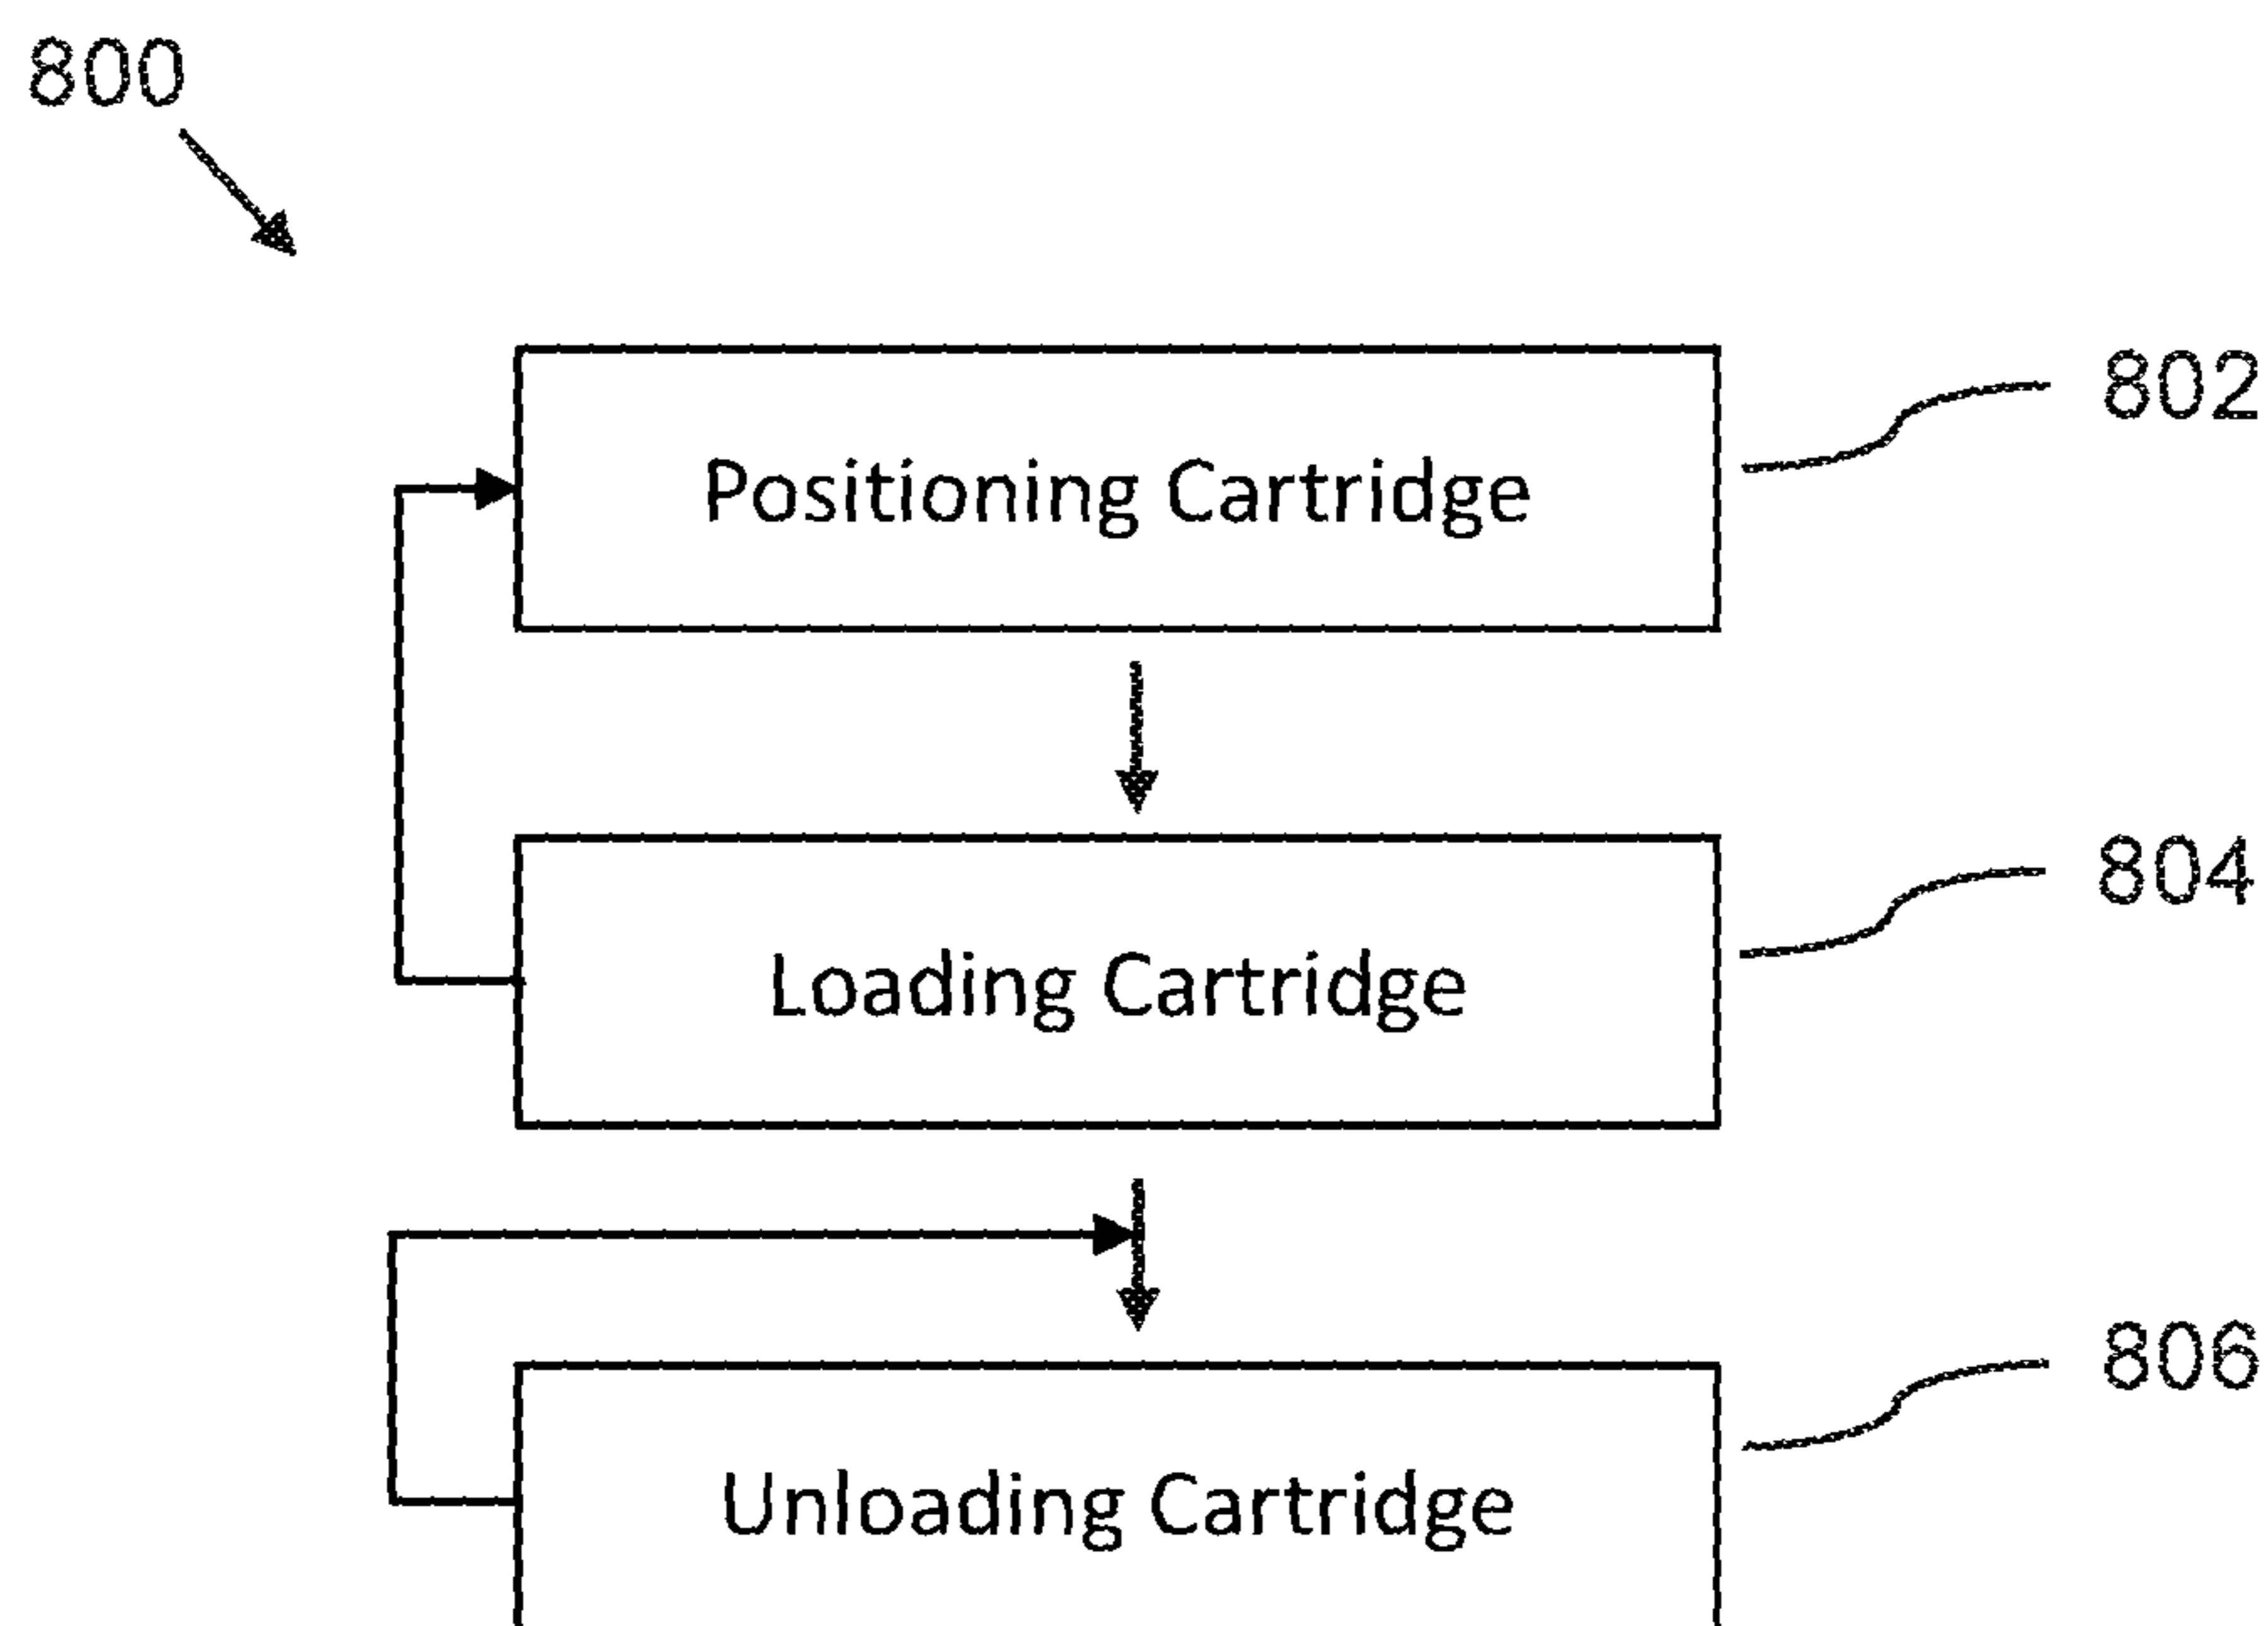 800
Positioning Cartridge
802
Loading Cartridge
804
Unloading Cartridge
806